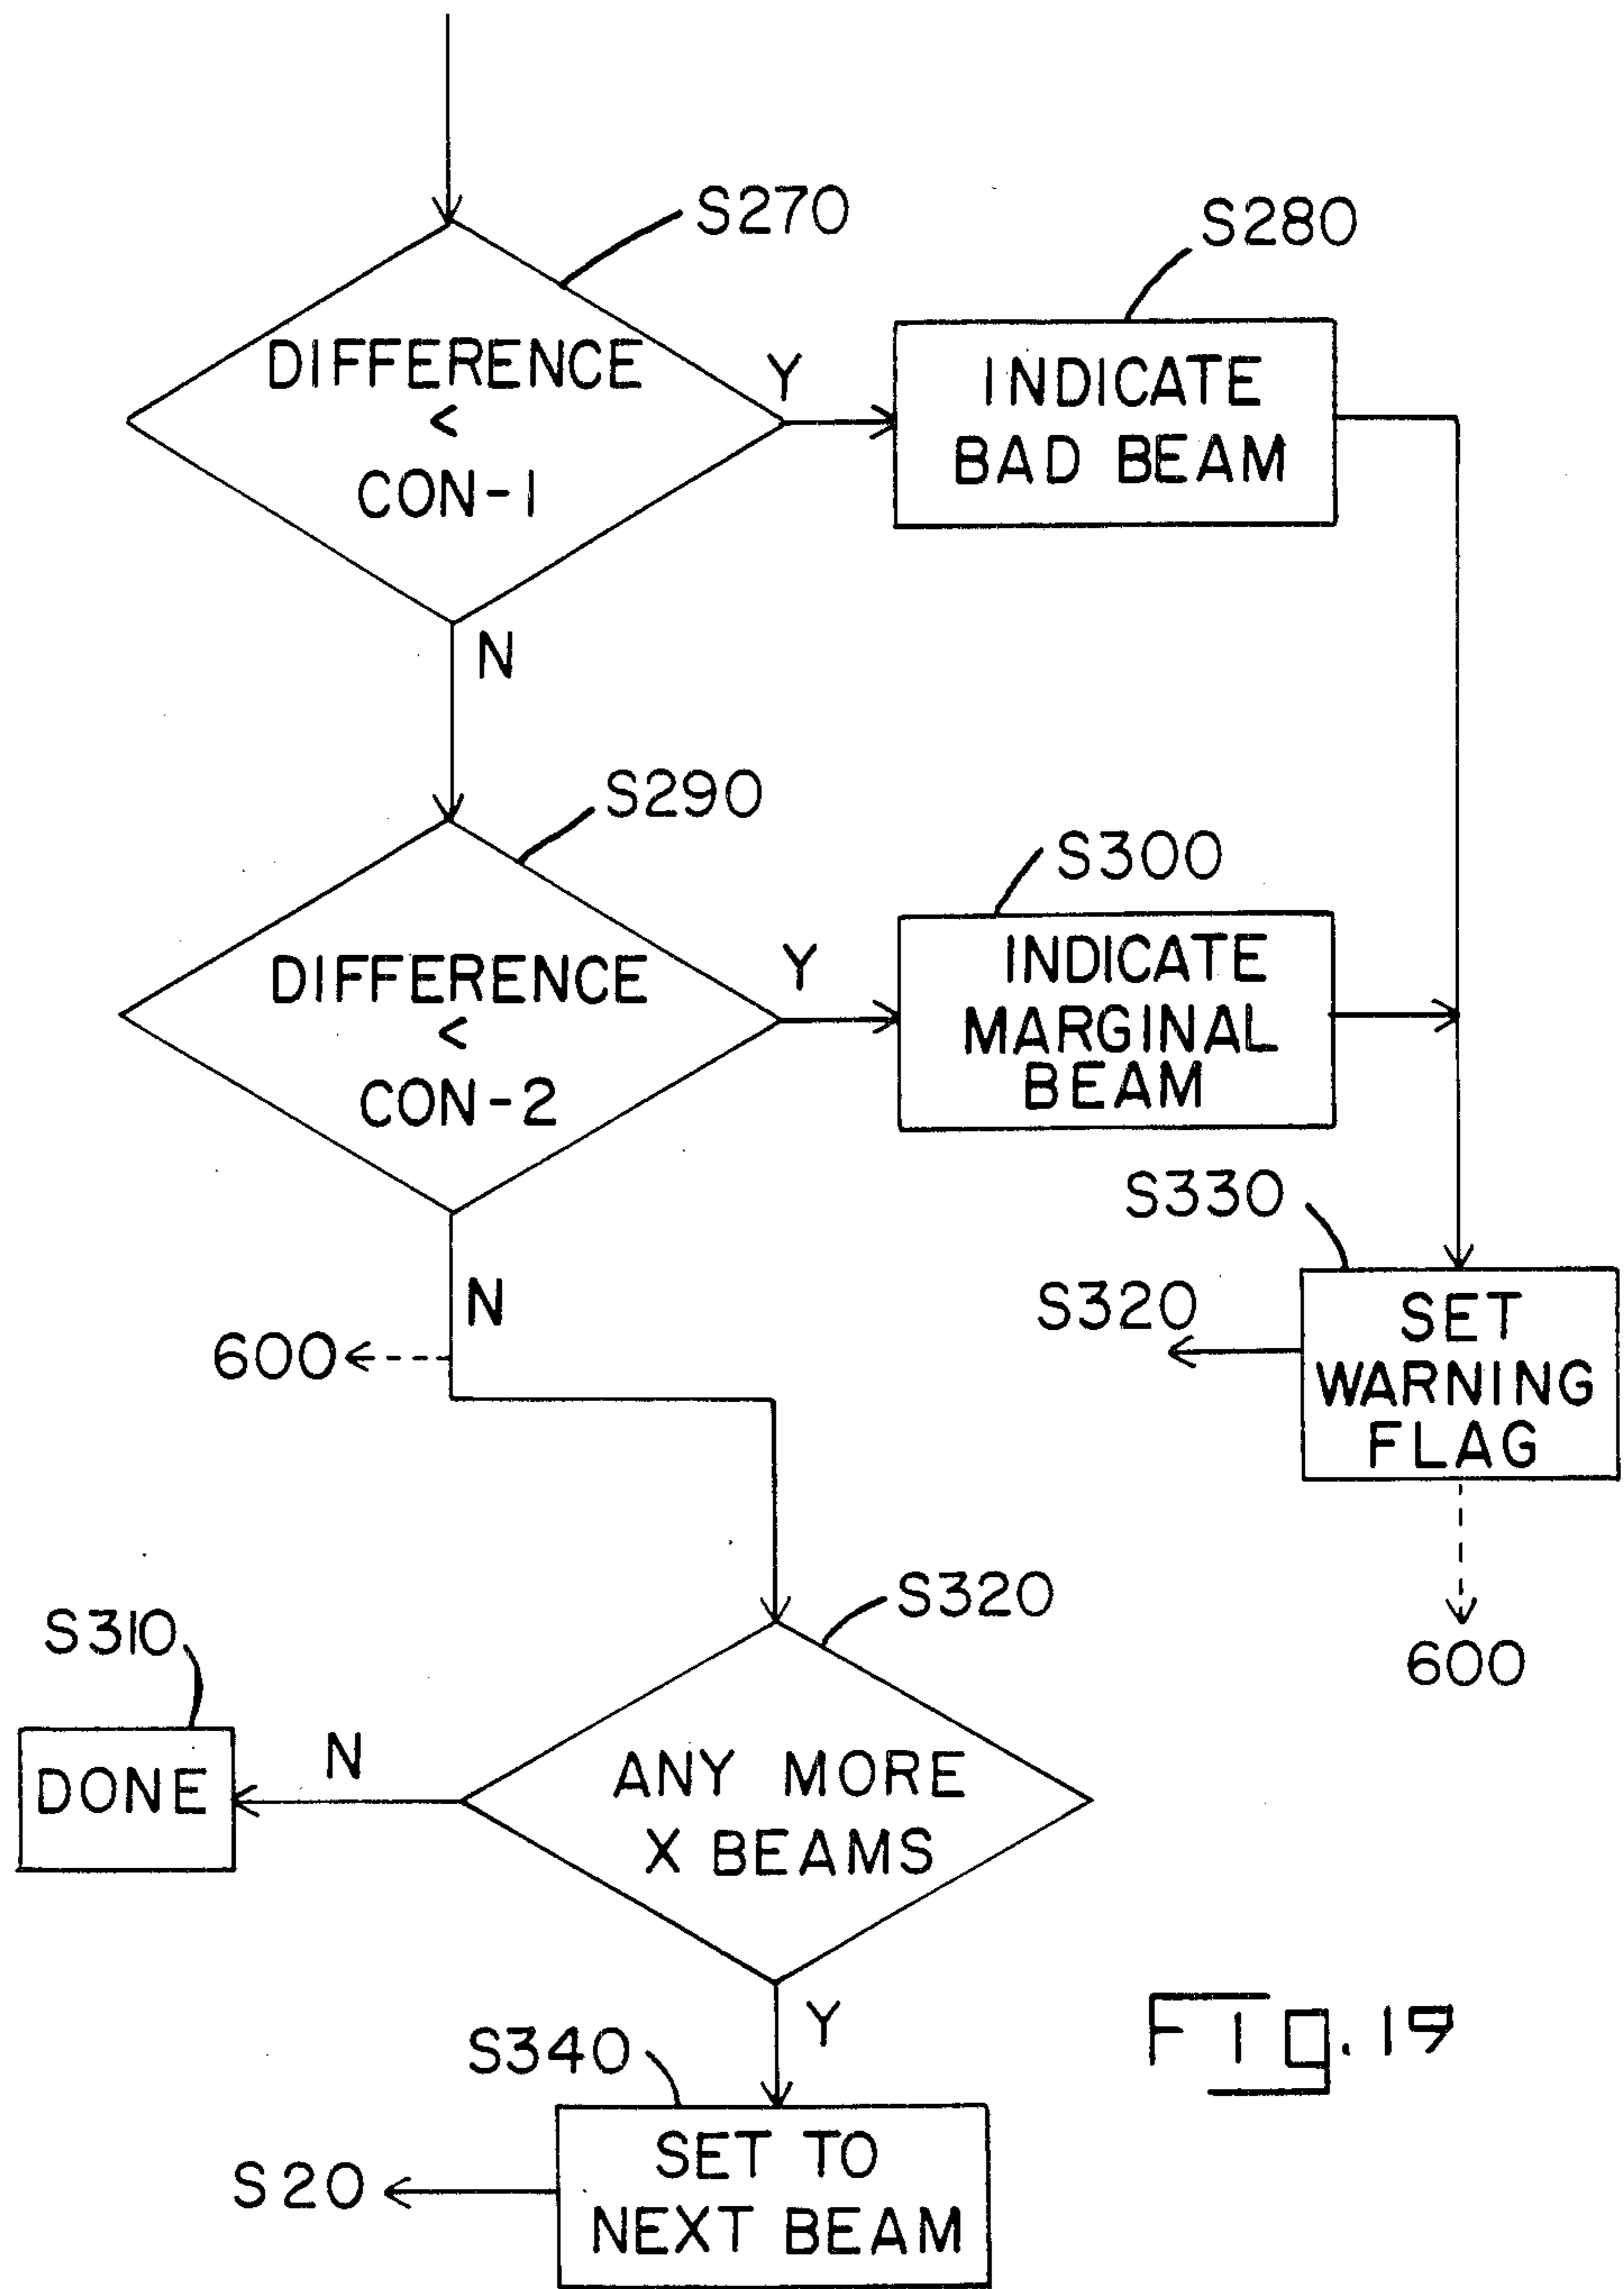 S270
S280
DIFFERENCE
<
CON-1
Y
INDICATE
BAD BEAM
N
S290
S300
DIFFERENCE
<
CON-2
Y
INDICATE
MARGINAL
BEAM
S330
N
S320
SET
WARNING
FLAG
600
S320
600
S310
DONE
N
ANY MORE
X BEAMS
Y
S340
SET TO
NEXT BEAM
S20
Fig. 19